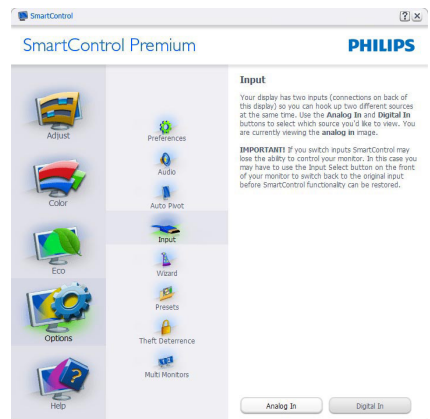 SmartControl
SmartControl Premium
PHILIPS
Adjust
Color
Eco
Options
Help
Preferences
Audio
Auto Pivot
Input
Wizard
Presets
Theft Deterrence
Multi Monitors
Input
Your display has two inputs (connections on back of
this display) so you can hook up two different sources
at the same time. Use the Analog In and Digital In
buttons to select which source you'd like to view. You
are currently viewing the analog in image.
IMPORTANT! If you switch inputs SmartControl may
lose the ability to control your monitor. In this case you
may have to use the Input Select button on the front
of your monitor to switch back to the original input
before SmartControl functionality can be restored.
Analog In
Digital In